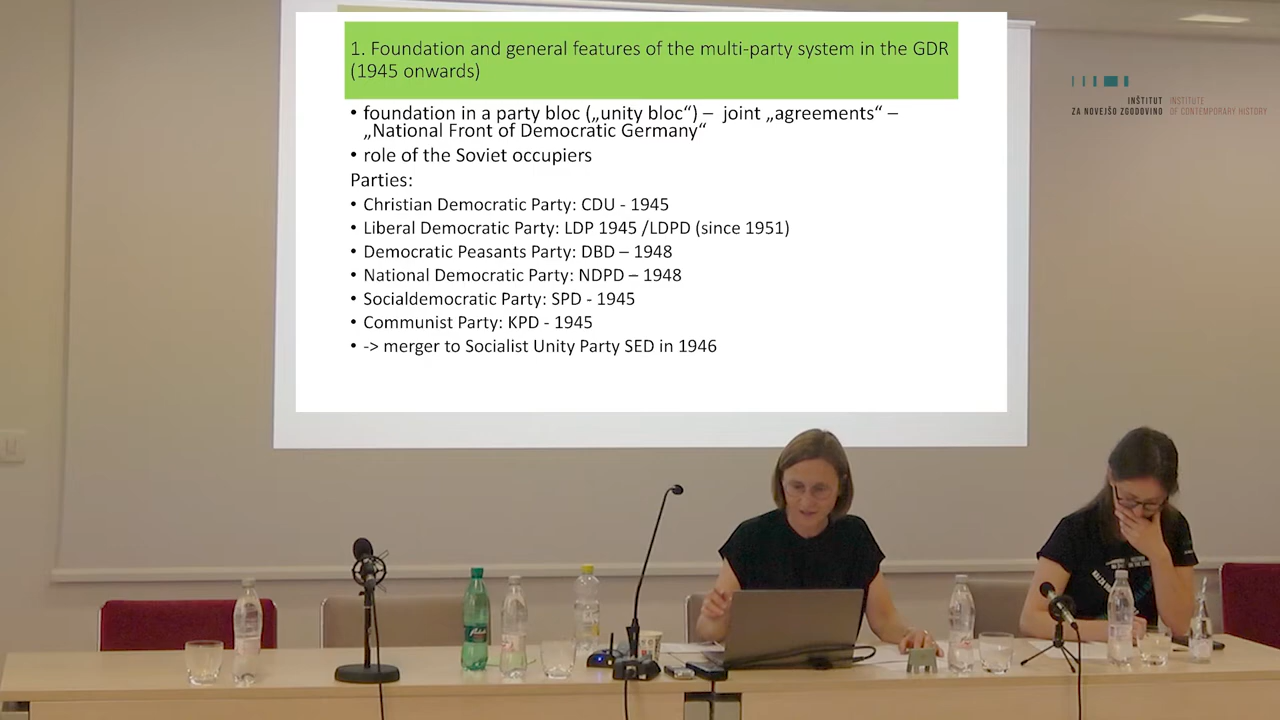 1. Foundation and general features of the multi-party system in the GDR
(1945 onwards)
• foundation in a party bloc („unity bloc“) – joint „agreements“ –
„National Front of Democratic Germany“
• role of the Soviet occupiers
Parties:
• Christian Democratic Party: CDU - 1945
• Liberal Democratic Party: LDP 1945 /LDPD (since 1951)
• Democratic Peasants Party: DBD – 1948
• National Democratic Party: NDPD – 1948
• Socialdemocratic Party: SPD - 1945
• Communist Party: KPD - 1945
• -> merger to Socialist Unity Party SED in 1946
INŠTITUT INSTITUTE
ZA NOVEJŠO ZGODOVINO OF CONTEMPORARY HISTORY